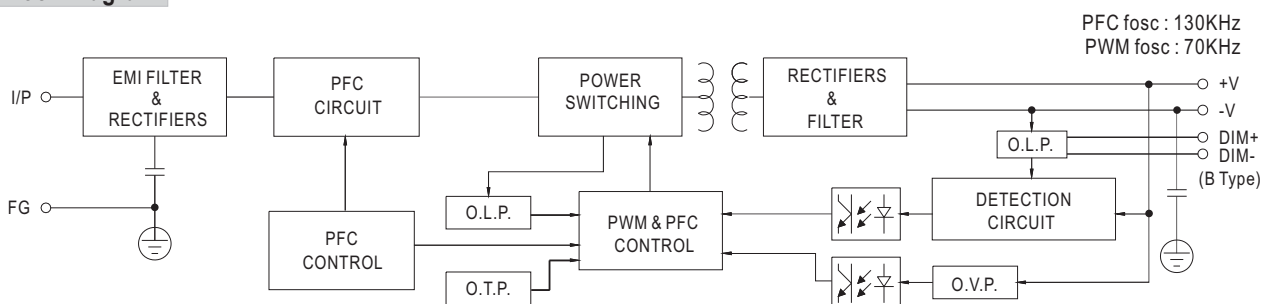 PFC fosc : 130KHz
PWM fosc : 70KHz
I/P
EMI FILTER
&
RECTIFIERS
PFC
CIRCUIT
POWER
SWITCHING
RECTIFIERS
&
FILTER
+V
-V
DIM+
DIM-
(B Type)
O.L.P.
DETECTION
CIRCUIT
FG
O.L.P.
PWM & PFC
CONTROL
PFC
CONTROL
O.T.P.
O.V.P.